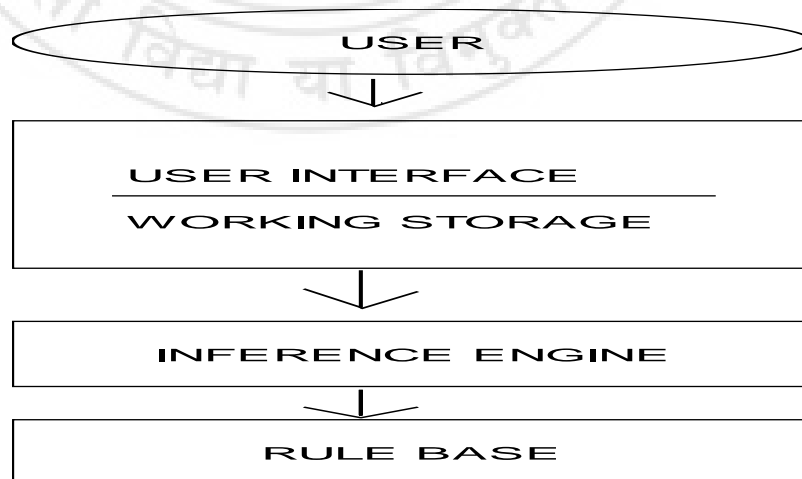 USER
विद्या या विमुक्त
USER INTERFACE
WORKING STORAGE
INFERENCE ENGINE
RULE BASE